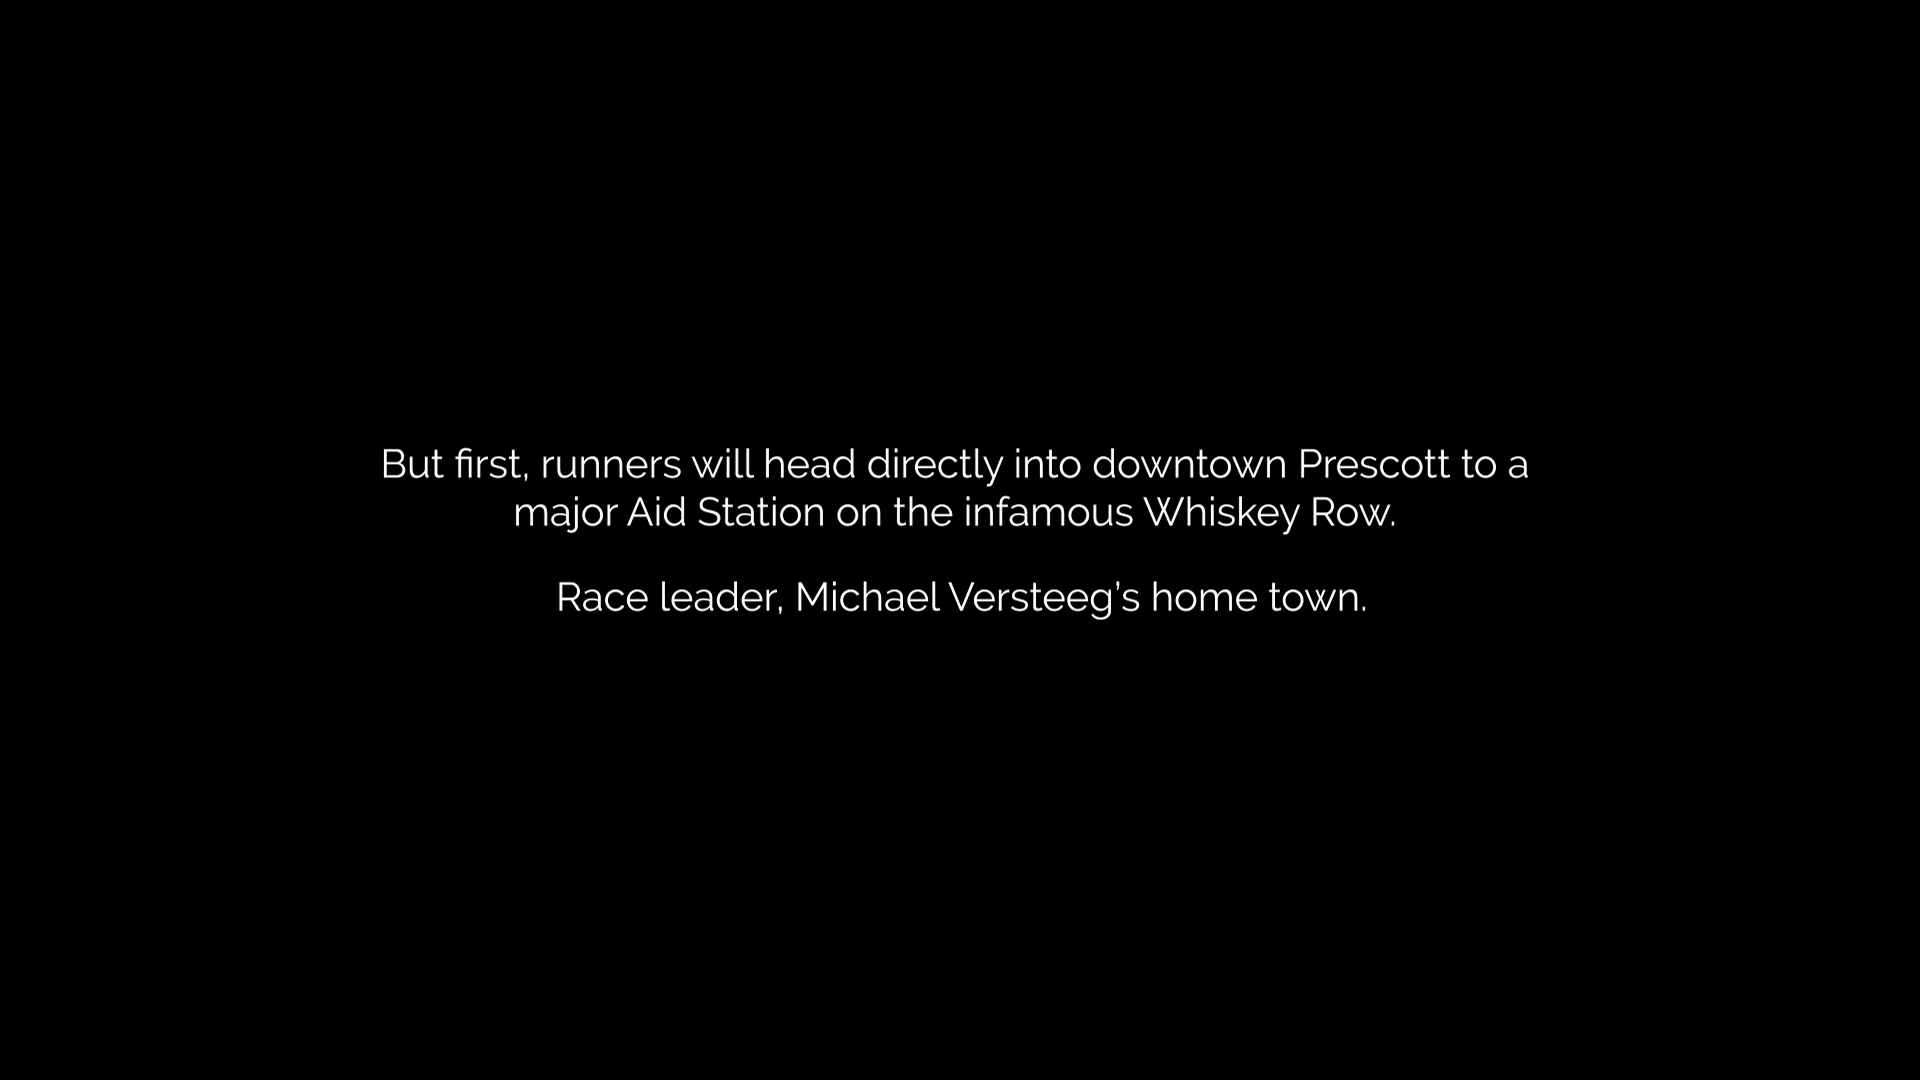 But first, runners will head directly into downtown Prescott to a
major Aid Station on the infamous Whiskey Row.
Race leader, Michael Versteeg’s home town.